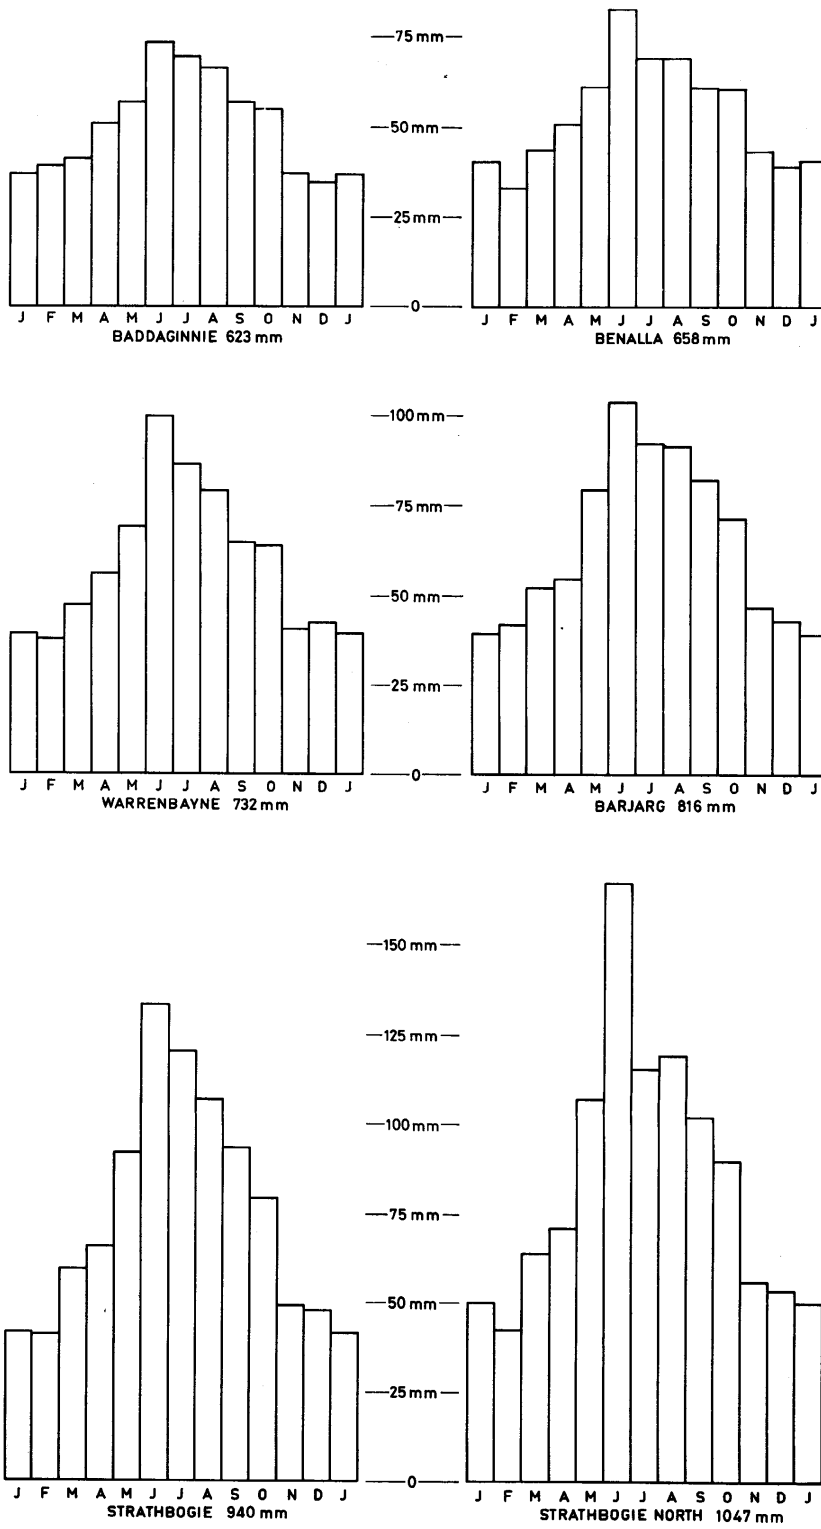 75 mm
50 mm
25 mm
0
J F M A M J J A S O N D J
BADDAGINNIE 623 mm
J F M A M J J A S O N D J
BENALLA 658 mm
100 mm
75 mm
50 mm
25 mm
0
J F M A M J J A S O N D J
WARRENBAYNE 732 mm
J F M A M J J A S O N D J
BARJARG 816 mm
150 mm
125 mm
100 mm
75 mm
50 mm
25 mm
0
J F M A M J J A S O N D J
STRATHBOGIE 940 mm
J F M A M J J A S O N D J
STRATHBOGIE NORTH 1047 mm